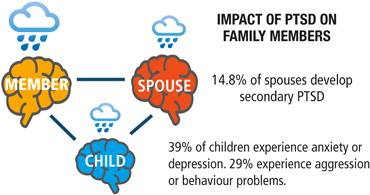 IMPACT OF PTSD ON
FAMILY MEMBERS
MEMBER
SPOUSE
14.8% of spouses develop
secondary PTSD
CHILD
39% of children experience anxiety or
depression. 29% experience aggression
or behaviour problems.